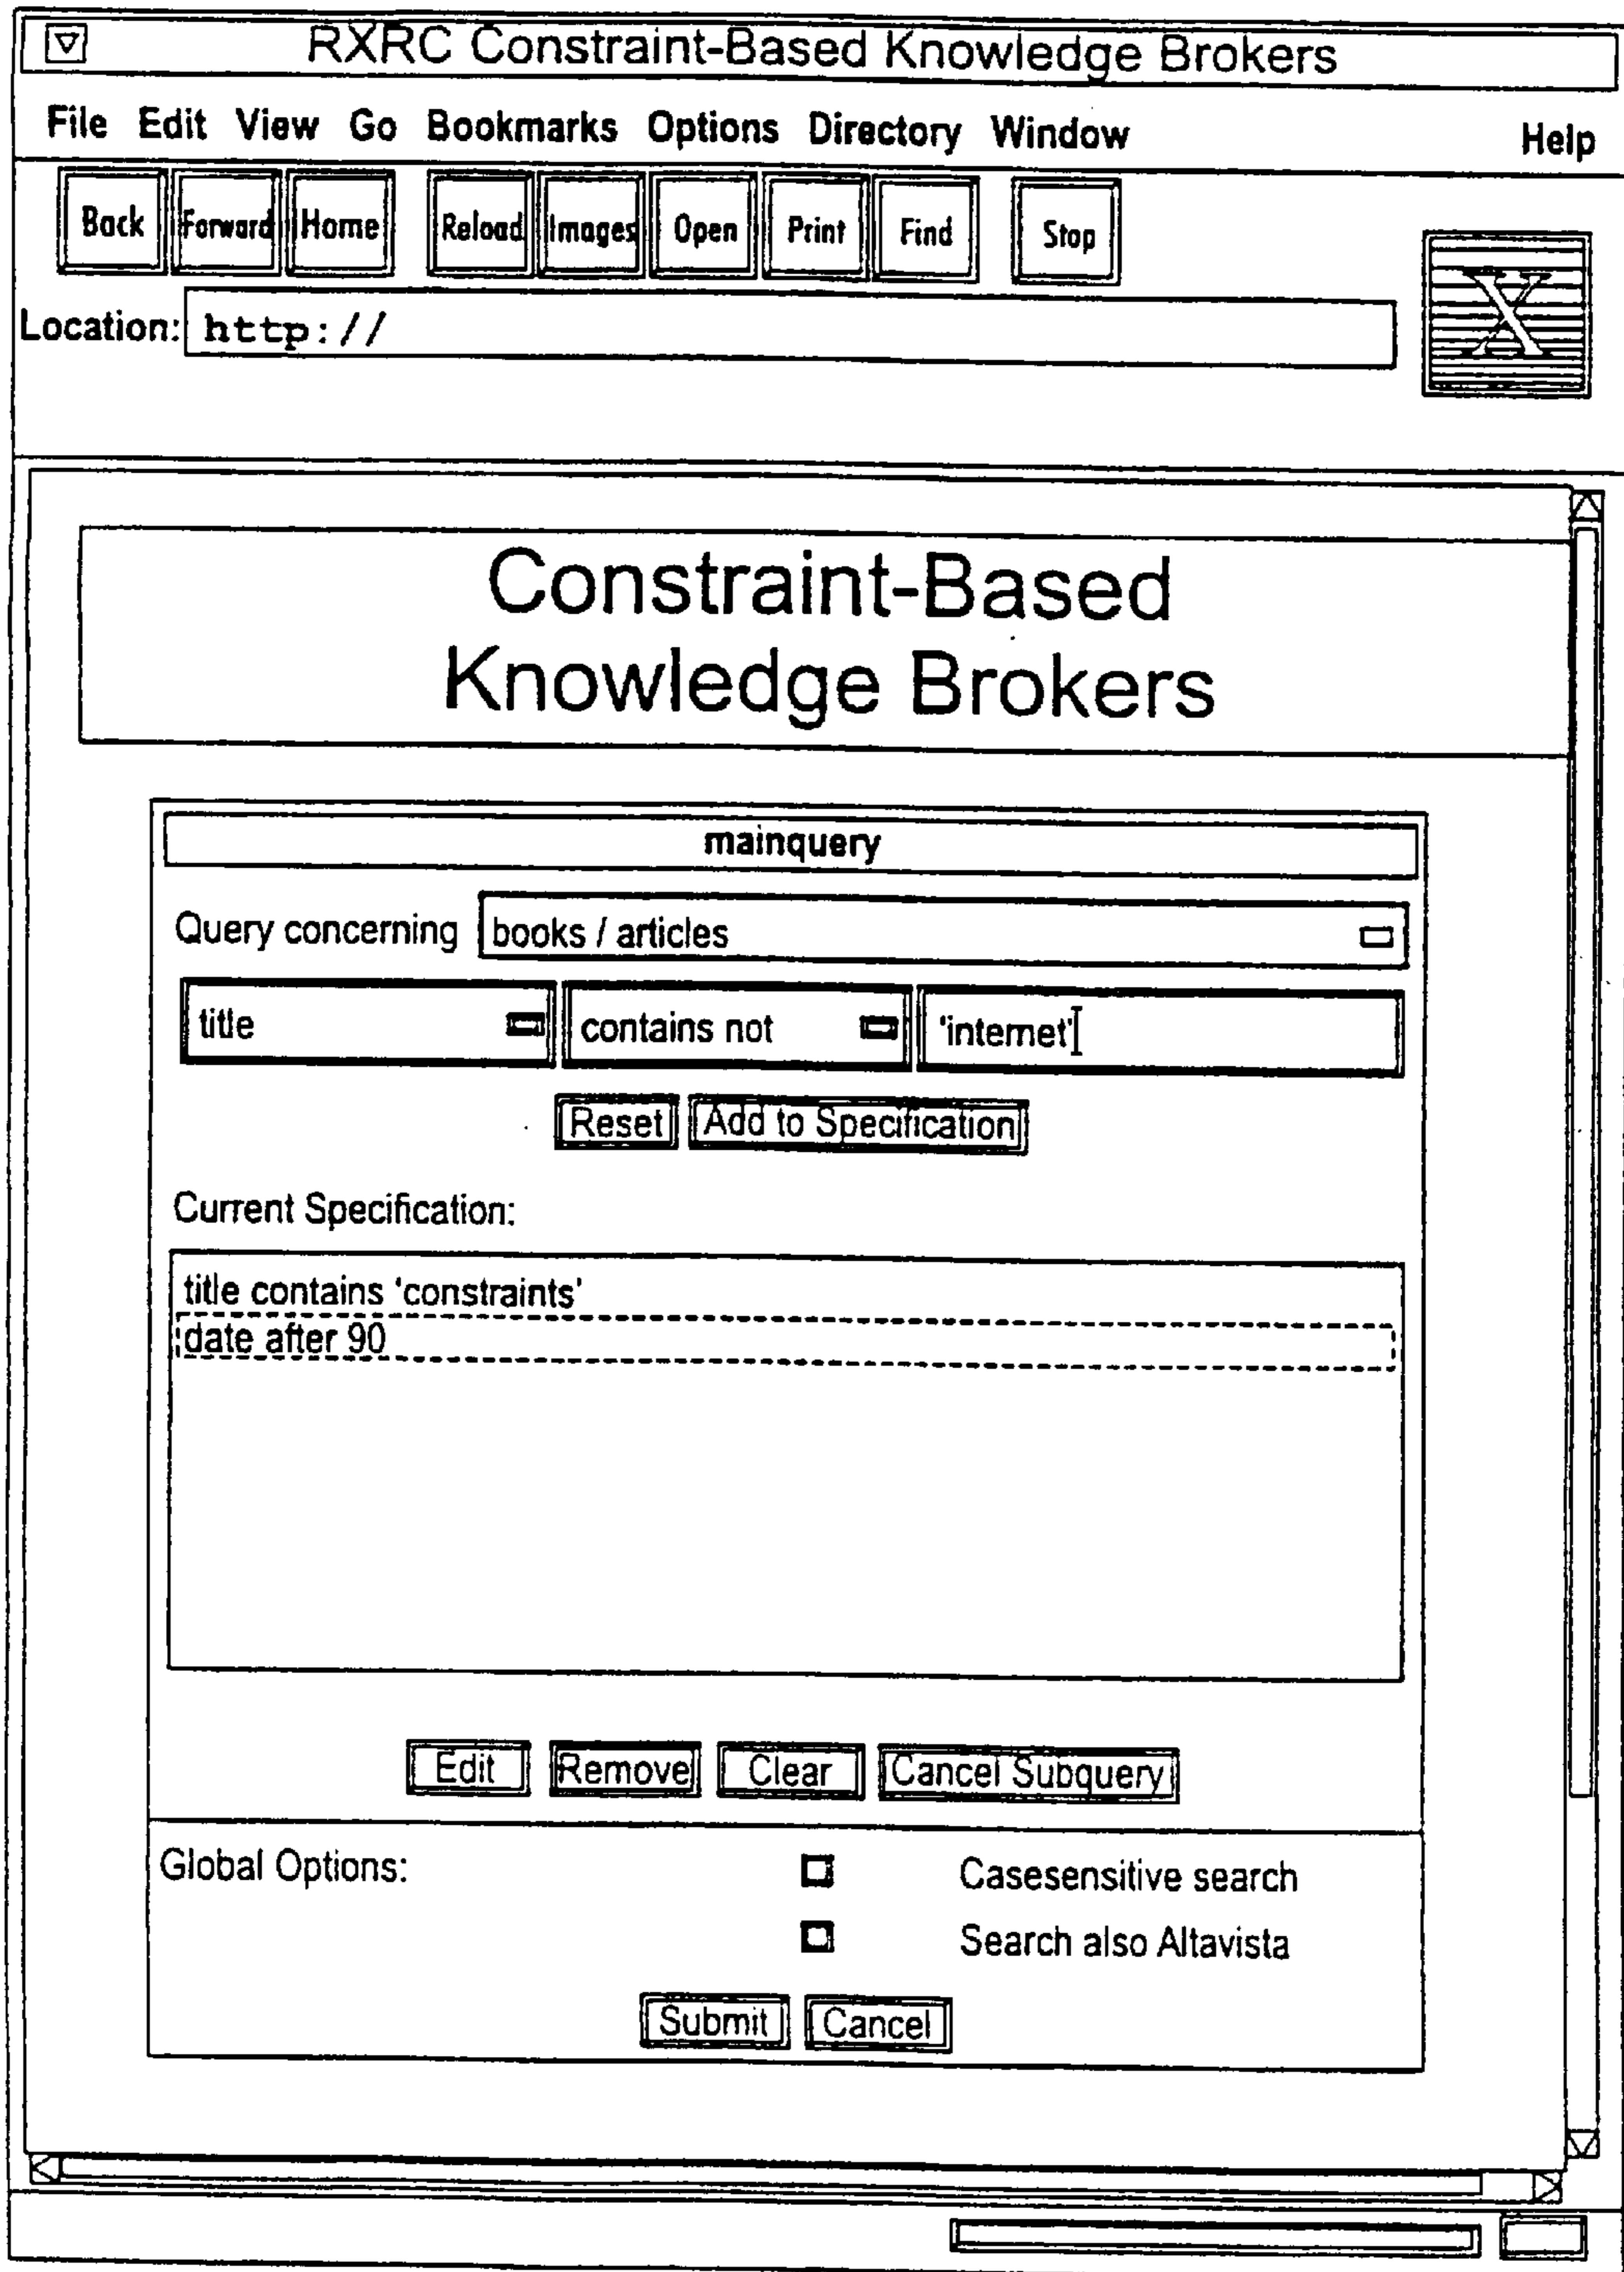 RXRC Constraint-Based Knowledge Brokers
File Edit View Go Bookmarks Options Directory Window Help
Back Forward Home Reload Images Open Print Find Stop
X
Location: http://
Constraint-Based
Knowledge Brokers
mainquery
Query concerning books / articles
title contains not 'internet'
Reset Add to Specification
Current Specification:
title contains 'constraints'
date after 90
Edit Remove Clear Cancel Subquery
Global Options: Casesensitive search
Search also Altavista
Submit Cancel